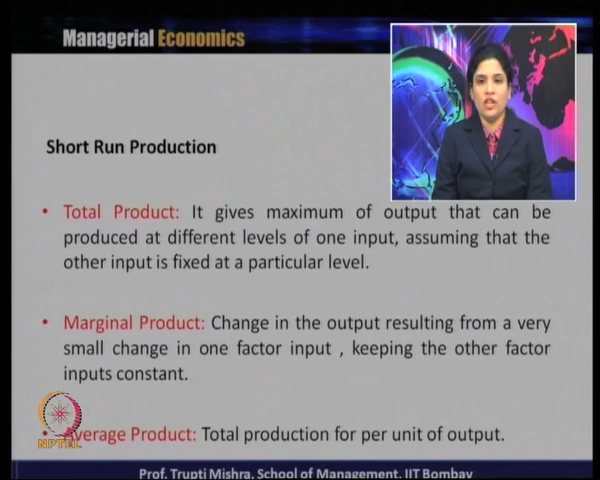 Managerial Economics
Short Run Production
• Total Product: It gives maximum of output that can be
produced at different levels of one input, assuming that the
other input is fixed at a particular level.
• Marginal Product: Change in the output resulting from a very
small change in one factor input , keeping the other factor
inputs constant.
• Average Product: Total production for per unit of output.
NPTEL
Prof. Trupti Mishra, School of Management, IIT Bombay